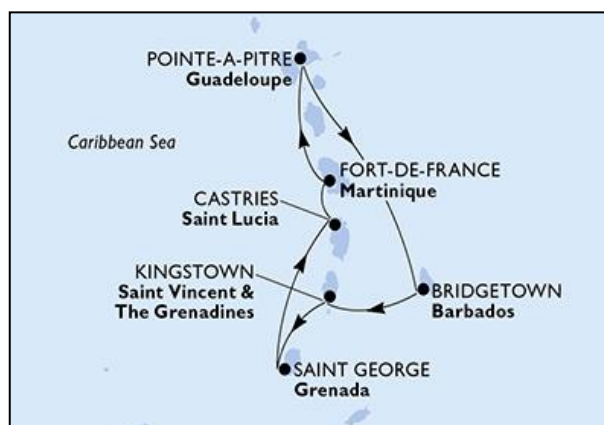 POINTE-A-PITRE
Guadeloupe
Caribbean Sea
FORT-DE-FRANCE
Martinique
CASTRIES
Saint Lucia
KINGSTOWN
Saint Vincent &
The Grenadines
BRIDGETOWN
Barbados
SAINT GEORGE
Grenada